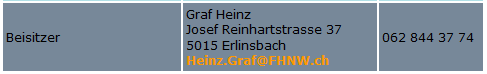 Beisitzer
Graf Heinz
Josef Reinhartstrasse 37
5015 Erlinsbach
Heinz.Graf@FHNW.ch
062 844 37 74